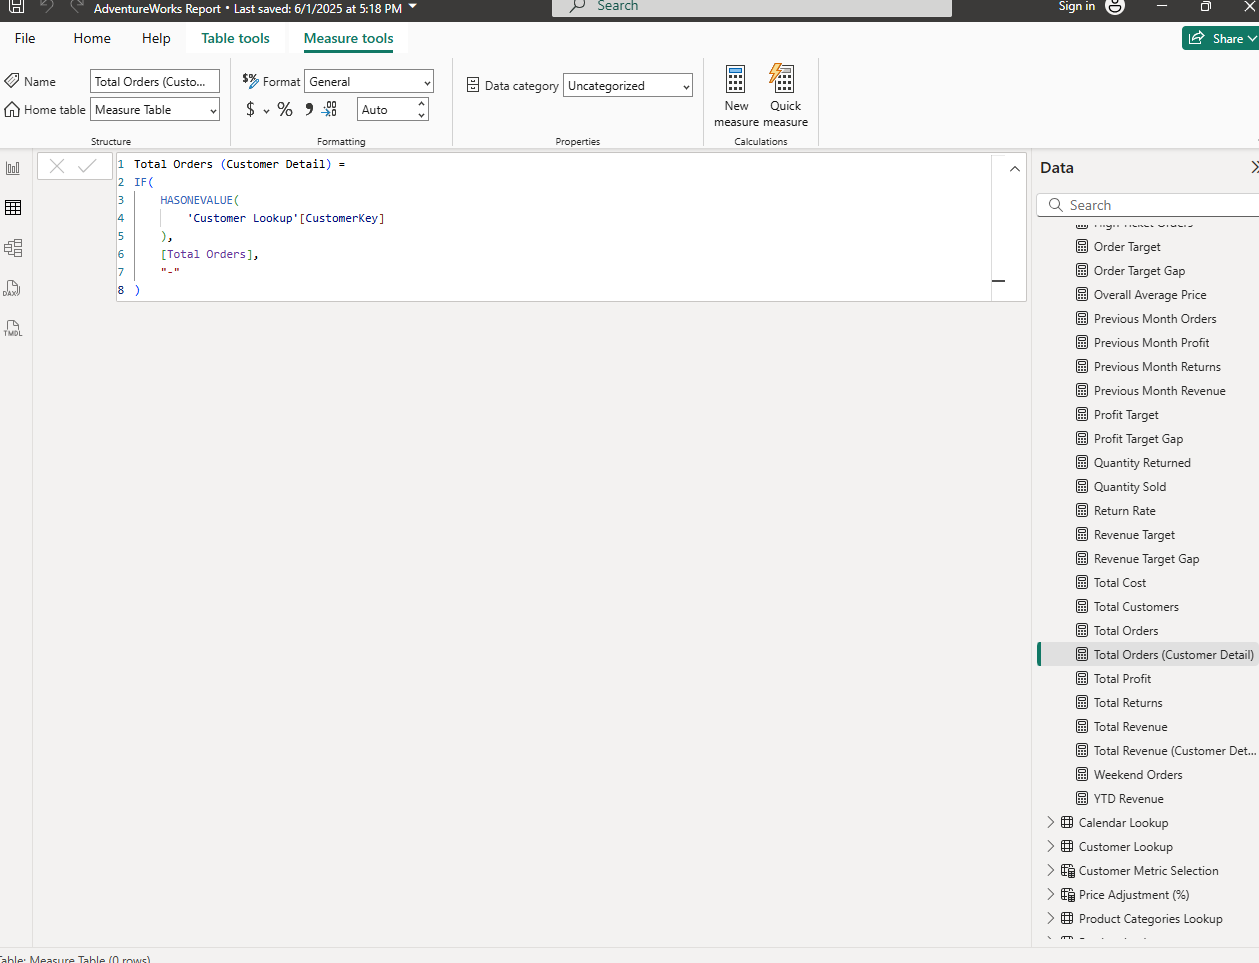 AdventureWorks Report • Last saved: 6/1/2025 at 5:18 PM
Search
Sign in
File
Home
Help
Table tools
Measure tools
Share
Name
Total Orders (Custo...
Home table
Measure Table
Structure
$% Format
General
$ % 9 .00
Auto
Formatting
Data category
Uncategorized
Properties
New measure
Quick measure
Calculations
1 Total Orders (Customer Detail) =
2 IF(
3 HASONEVALUE(
4 'Customer Lookup'[CustomerKey]
5 ),
6 [Total Orders],
7 "-"
8 )
DAX
TMDL
Data
Search
High Ticket Orders
Order Target
Order Target Gap
Overall Average Price
Previous Month Orders
Previous Month Profit
Previous Month Returns
Previous Month Revenue
Profit Target
Profit Target Gap
Quantity Returned
Quantity Sold
Return Rate
Revenue Target
Revenue Target Gap
Total Cost
Total Customers
Total Orders
Total Orders (Customer Detail)
Total Profit
Total Returns
Total Revenue
Total Revenue (Customer Det...
Weekend Orders
YTD Revenue
Calendar Lookup
Customer Lookup
Customer Metric Selection
Price Adjustment (%)
Product Categories Lookup
Table: Measure Table (0 rows)